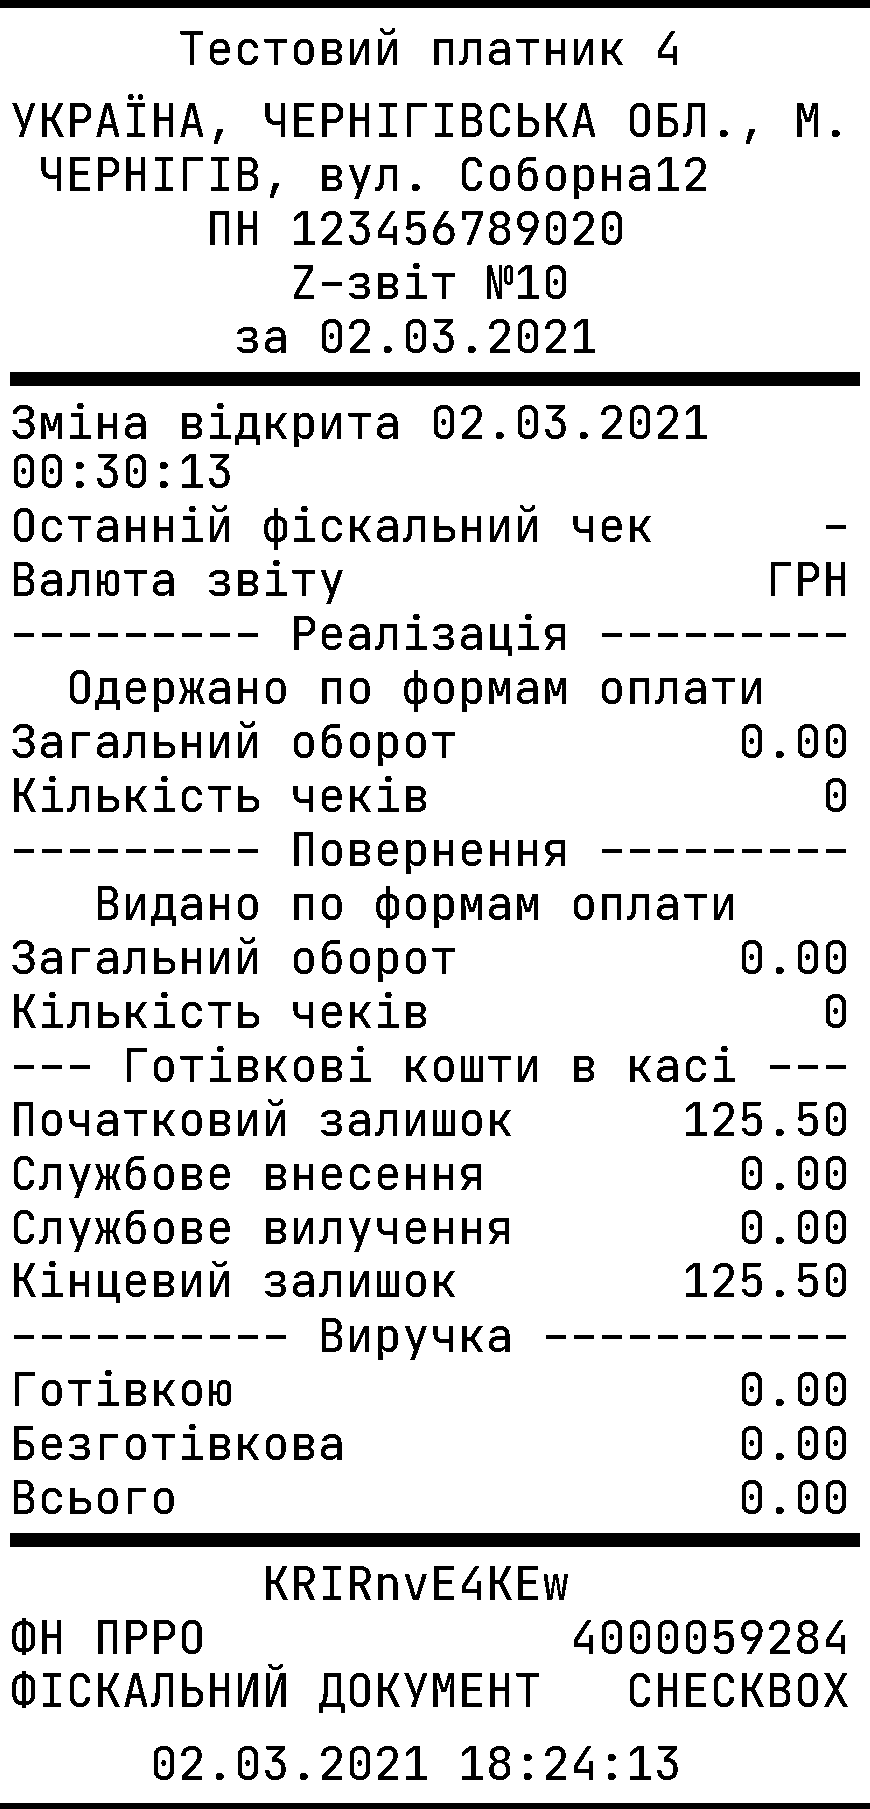 Тестовий платник 4
УКРАЇНА, ЧЕРНІГІВСЬКА ОБЛ., М.
ЧЕРНІГІВ, вул. Соборна12
ПН 123456789020
Z-звіт №10
за 02.03.2021
Зміна відкрита 02.03.2021
00:30:13
Останній фіскальний чек -
Валюта звіту ГРН
--------- Реалізація ---------
Одержано по формам оплати
Загальний оборот 0.00
Кількість чеків 0
--------- Повернення ---------
Видано по формам оплати
Загальний оборот 0.00
Кількість чеків 0
--- Готівкові кошти в касі ---
Початковий залишок 125.50
Службове внесення 0.00
Службове вилучення 0.00
Кінцевий залишок 125.50
---------- Виручка -----------
Готівкою 0.00
Безготівкова 0.00
Всього 0.00
KRIRnvE4KEw
ФН ПРРО 4000059284
ФІСКАЛЬНИЙ ДОКУМЕНТ CHECKBOX
02.03.2021 18:24:13